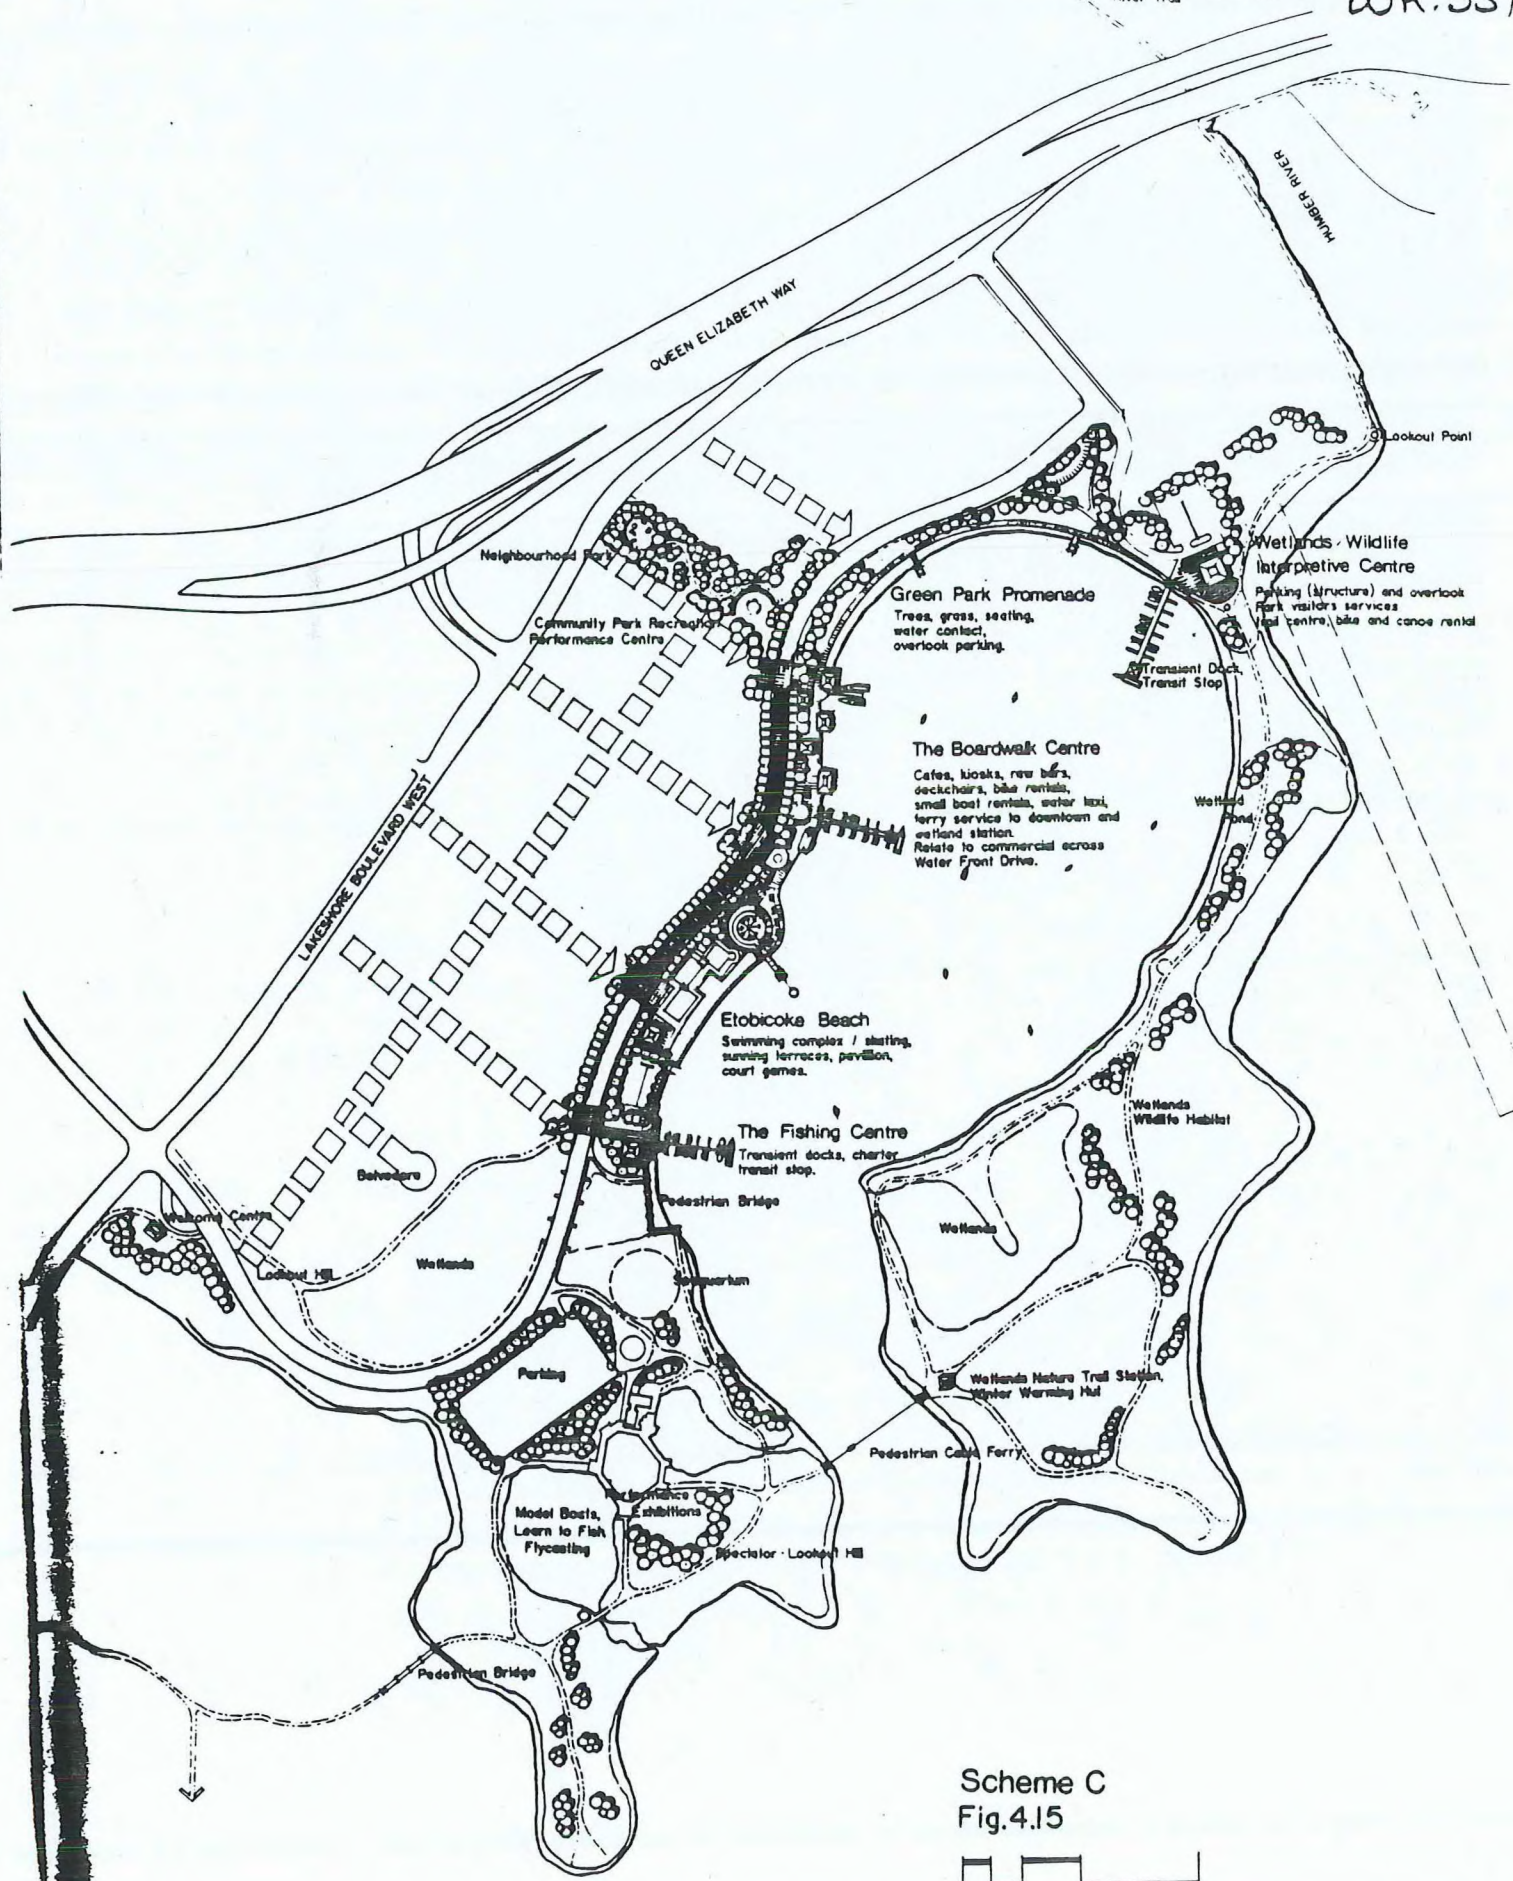 HUMBER RIVER
QUEEN ELIZABETH WAY
Lookout Point
Neighbourhood Park
Wetlands · Wildlife
Interpretive Centre
Parking (structure) and overlook
Park visitors services
trail centre, bike and canoe rental
Green Park Promenade
Trees, grass, seating,
water contact,
overlook parking.
Community Park Recreation
Performance Centre
Transient Dock,
Transit Stop
The Boardwalk Centre
Cafes, kiosks, raw bars,
deckchairs, bike rentals,
small boat rentals, water taxi,
ferry service to downtown and
wetland station.
Relate to commercial across
Water Front Drive.
Wetland
Pond
LAKESHORE BOULEVARD WEST
Etobicoke Beach
Swimming complex / skating,
sunning terraces, pavilion,
court games.
Wetlands
Wildlife Habitat
The Fishing Centre
Transient docks, charter
transit stop.
Belvedere
Pedestrian Bridge
Welcome Centre
Wetlands
Lookout Hill
Wetlands
Seaquarium
Parking
Wetlands Nature Trail Station,
Winter Warming Hut
Pedestrian Cable Ferry
Performance
Exhibitions
Model Boats,
Learn to Fish
Flycasting
Spectator · Lookout Hill
Pedestrian Bridge
Scheme C
Fig.4.15